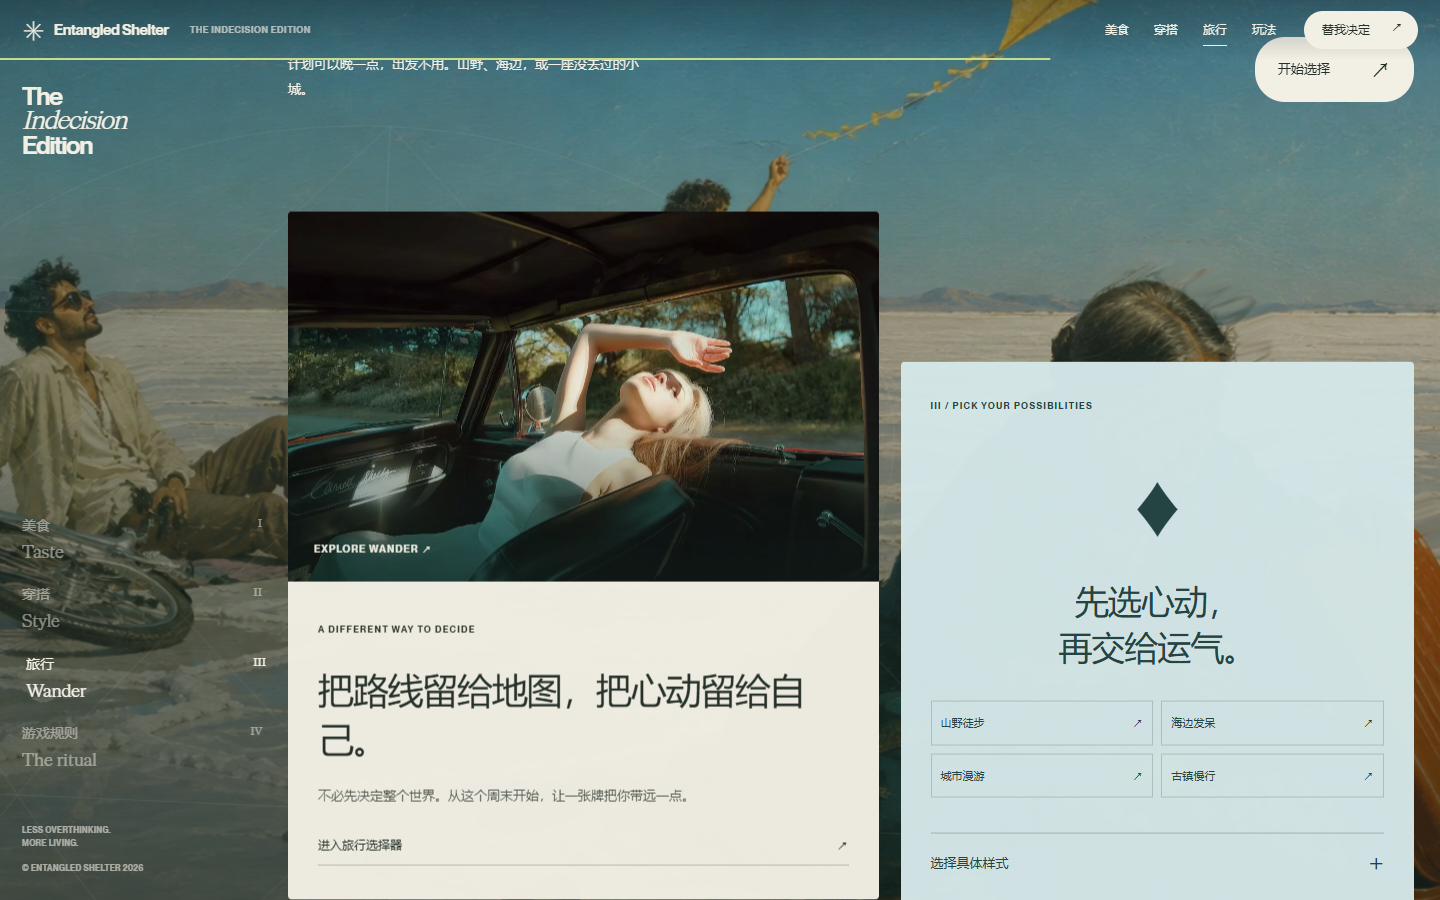 Entangled Shelter
THE INDECISION EDITION
美食
穿搭
旅行
玩法
替我决定 ↗
计划可以晚一点，出发不用。山野、海边，或一座没去过的小
城。
开始选择 ↗
The
Indecision
Edition
美食 I
Taste
穿搭 II
Style
旅行 III
Wander
游戏规则 IV
The ritual
LESS OVERTHINKING.
MORE LIVING.
© ENTANGLED SHELTER 2026
EXPLORE WANDER ↗
A DIFFERENT WAY TO DECIDE
把路线留给地图，把心动留给自
己。
不必先决定整个世界。从这个周末开始，让一张牌把你带远一点。
进入旅行选择器 ↗
III / PICK YOUR POSSIBILITIES
先选心动，
再交给运气。
山野徒步 ↗
海边发呆 ↗
城市漫游 ↗
古镇慢行 ↗
选择具体样式 +